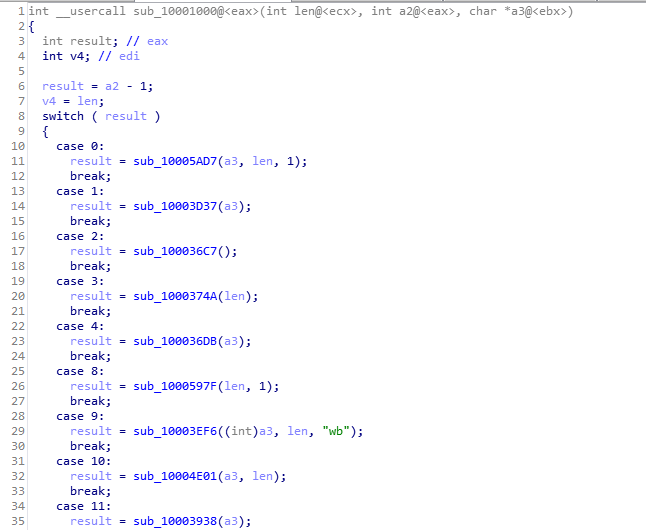 1 int __usercall sub_10001000@<eax>(int len@<ecx>, int a2@<eax>, char *a3@<ebx>)
2 {
3   int result; // eax
4   int v4; // edi
5
6   result = a2 - 1;
7   v4 = len;
8   switch ( result )
9   {
10     case 0:
11       result = sub_10005AD7(a3, len, 1);
12       break;
13     case 1:
14       result = sub_10003D37(a3);
15       break;
16     case 2:
17       result = sub_100036C7();
18       break;
19     case 3:
20       result = sub_1000374A(len);
21       break;
22     case 4:
23       result = sub_100036DB(a3);
24       break;
25     case 8:
26       result = sub_1000597F(len, 1);
27       break;
28     case 9:
29       result = sub_10003EF6((int)a3, len, "wb");
30       break;
31     case 10:
32       result = sub_10004E01(a3, len);
33       break;
34     case 11:
35       result = sub_10003938(a3);